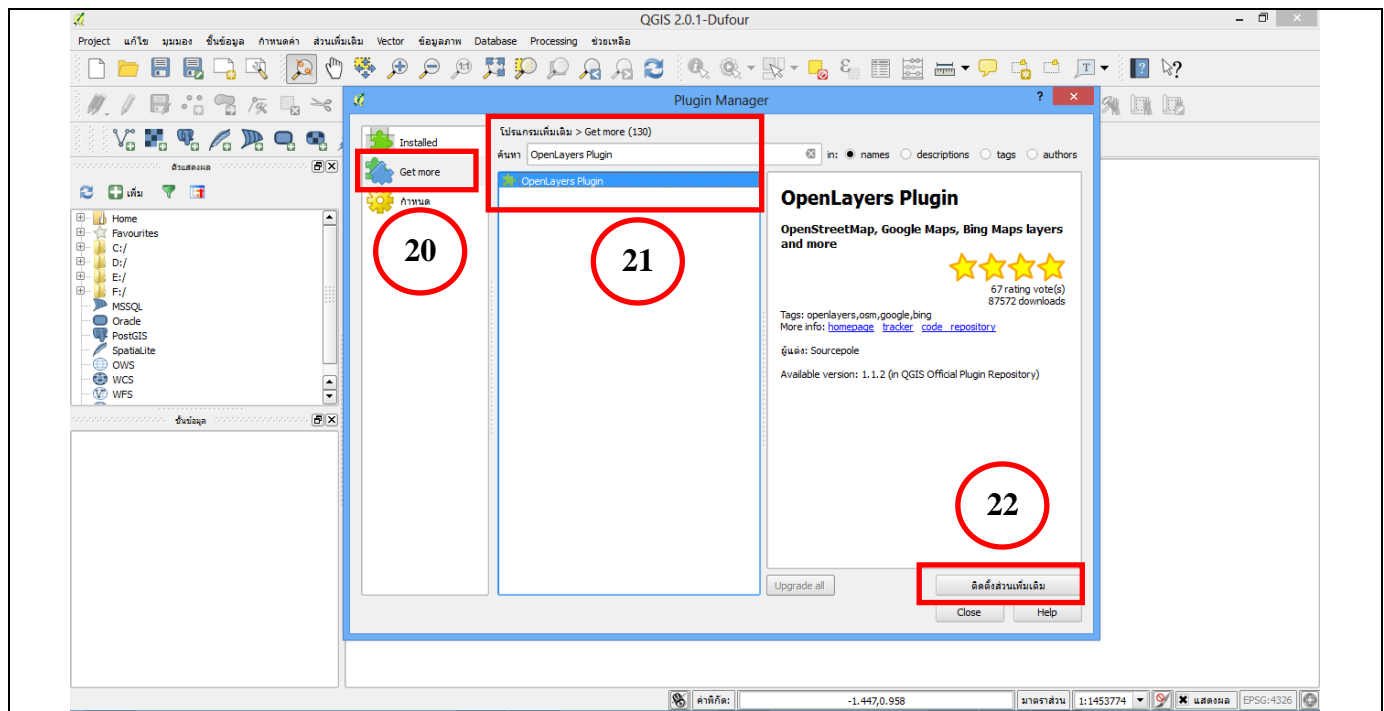 QGIS 2.0.1-Dufour
Project แก้ไข มุมมอง ชั้นข้อมูล กำหนดค่า ส่วนเพิ่มเติม Vector ข้อมูลภาพ Database Processing ช่วยเหลือ
Plugin Manager
Installed
Get more
กำหนด
20
โปรแกรมเพิ่มเติม > Get more (130)
ค้นหา OpenLayers Plugin in: names descriptions tags authors
OpenLayers Plugin
21
OpenLayers Plugin
OpenStreetMap, Google Maps, Bing Maps layers
and more
67 rating vote(s)
87572 downloads
Tags: openlayers,osm,google,bing
More info: homepage tracker code repository
ผู้แต่ง: Sourcepole
Available version: 1.1.2 (in QGIS Official Plugin Repository)
22
Upgrade all ติดตั้งส่วนเพิ่มเติม
Close Help
ตัวแสดงผล
เพิ่ม
Home
Favourites
C:/
D:/
E:/
F:/
MSSQL
Oracle
PostGIS
SpatiaLite
OWS
WCS
WFS
ชั้นข้อมูล
ค่าพิกัด: -1.447,0.958 มาตราส่วน 1:1453774 แสดงผล EPSG:4326